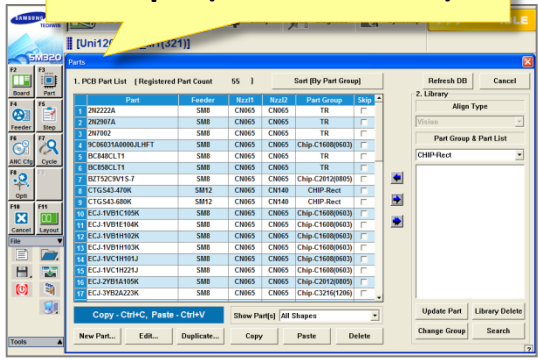 SAMSUNG
TECHWIN
SM320
Parts
1. PCB Part List [ Registered Part Count 55 ] Sort (By Part Group) Refresh DB Cancel
2. Library
Align Type
Vision
Part Group & Part List
CHIP-Rect
Part Feeder Nzzl1 Nzzl2 Part Group Skip
1 2N2222A SM8 CN065 CN065 TR
2 2N2907A SM8 CN065 CN065 TR
3 2N7002 SM8 CN065 CN065 TR
4 9C06031A0000JLHFT SM8 CN065 CN065 Chip-C1608(0603)
5 BC848CLT1 SM8 CN065 CN065 TR
6 BC858CLT1 SM8 CN065 CN065 TR
7 BZT52C9V1S-7 SM8 CN065 CN065 Chip-C2012(0805)
8 CTGS43-470K SM12 CN140 CN140 CHIP-Rect
9 CTGS43-680K SM12 CN065 CN140 CHIP-Rect
10 ECJ-1VB1C105K SM8 CN065 CN065 Chip-C1608(0603)
11 ECJ-1VB1E104K SM8 CN065 CN065 Chip-C1608(0603)
12 ECJ-1VB1H102K SM8 CN065 CN065 Chip-C1608(0603)
13 ECJ-1VB1H103K SM8 CN065 CN065 Chip-C1608(0603)
14 ECJ-1VC1H101J SM8 CN065 CN065 Chip-C1608(0603)
15 ECJ-1VC1H221J SM8 CN065 CN065 Chip-C1608(0603)
16 ECJ-2YB1A105K SM8 CN065 CN065 Chip-C2012(0805)
17 ECJ-3YB2A223K SM8 CN065 CN065 Chip-C3216(1206)
Copy - Ctrl+C, Paste - Ctrl+V Show Part[s] All Shapes
New Part... Edit... Duplicate... Copy Paste Delete
Update Part Library Delete
Change Group Search
F2 F3
Board Part
F4 F5
Feeder Step
F6 F7
ANC Cfg Cycle
F8
Opti
F10 F11
Cancel Layout
File
Tools